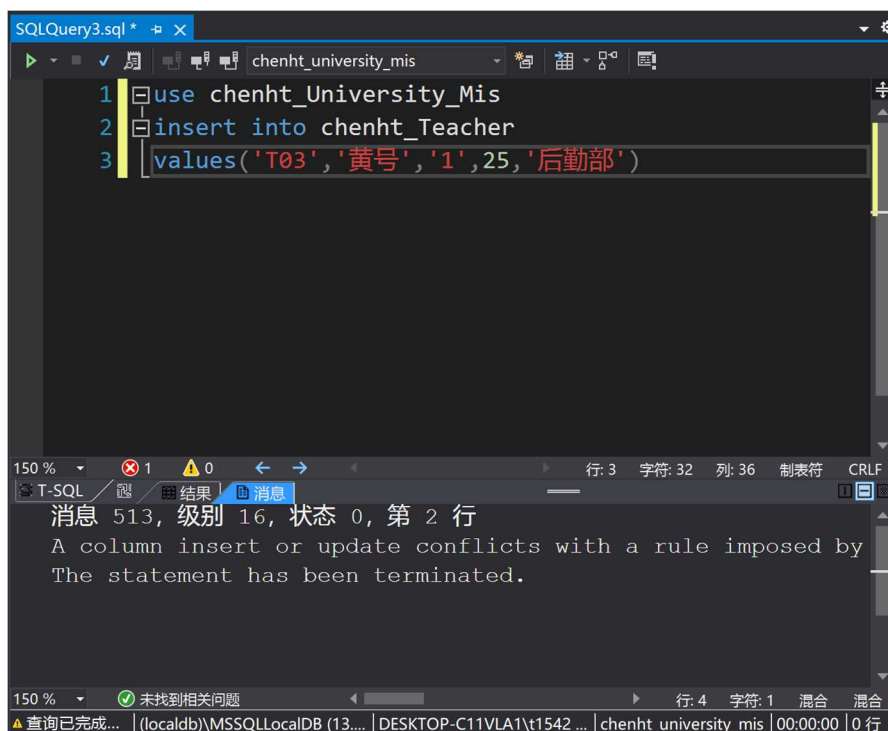 SQLQuery3.sql *
chenht_university_mis
1 use chenht_University_Mis
2 insert into chenht_Teacher
3 values('T03','黄号','1',25,'后勤部')
150 % 1 0 行: 3 字符: 32 列: 36 制表符 CRLF
T-SQL 结果 消息
消息 513, 级别 16, 状态 0, 第 2 行
A column insert or update conflicts with a rule imposed by
The statement has been terminated.
150 % 未找到相关问题 行: 4 字符: 1 混合 混合
查询已完成... (localdb)\MSSQLLocalDB (13.... DESKTOP-C11VLA1\t1542 ... chenht_university_mis 00:00:00 0 行